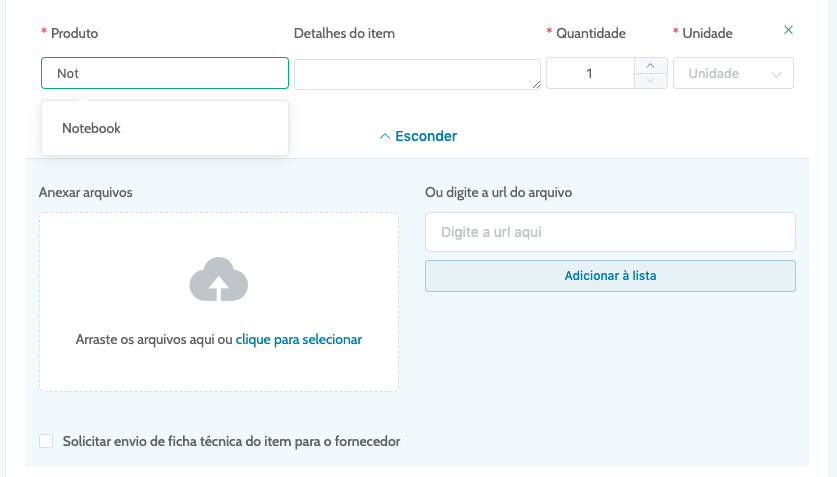 * Produto
Detalhes do item
* Quantidade
* Unidade
Not
1
Unidade
Notebook
Esconder
Anexar arquivos
Ou digite a url do arquivo
Digite a url aqui
Adicionar à lista
Arraste os arquivos aqui ou clique para selecionar
Solicitar envio de ficha técnica do item para o fornecedor